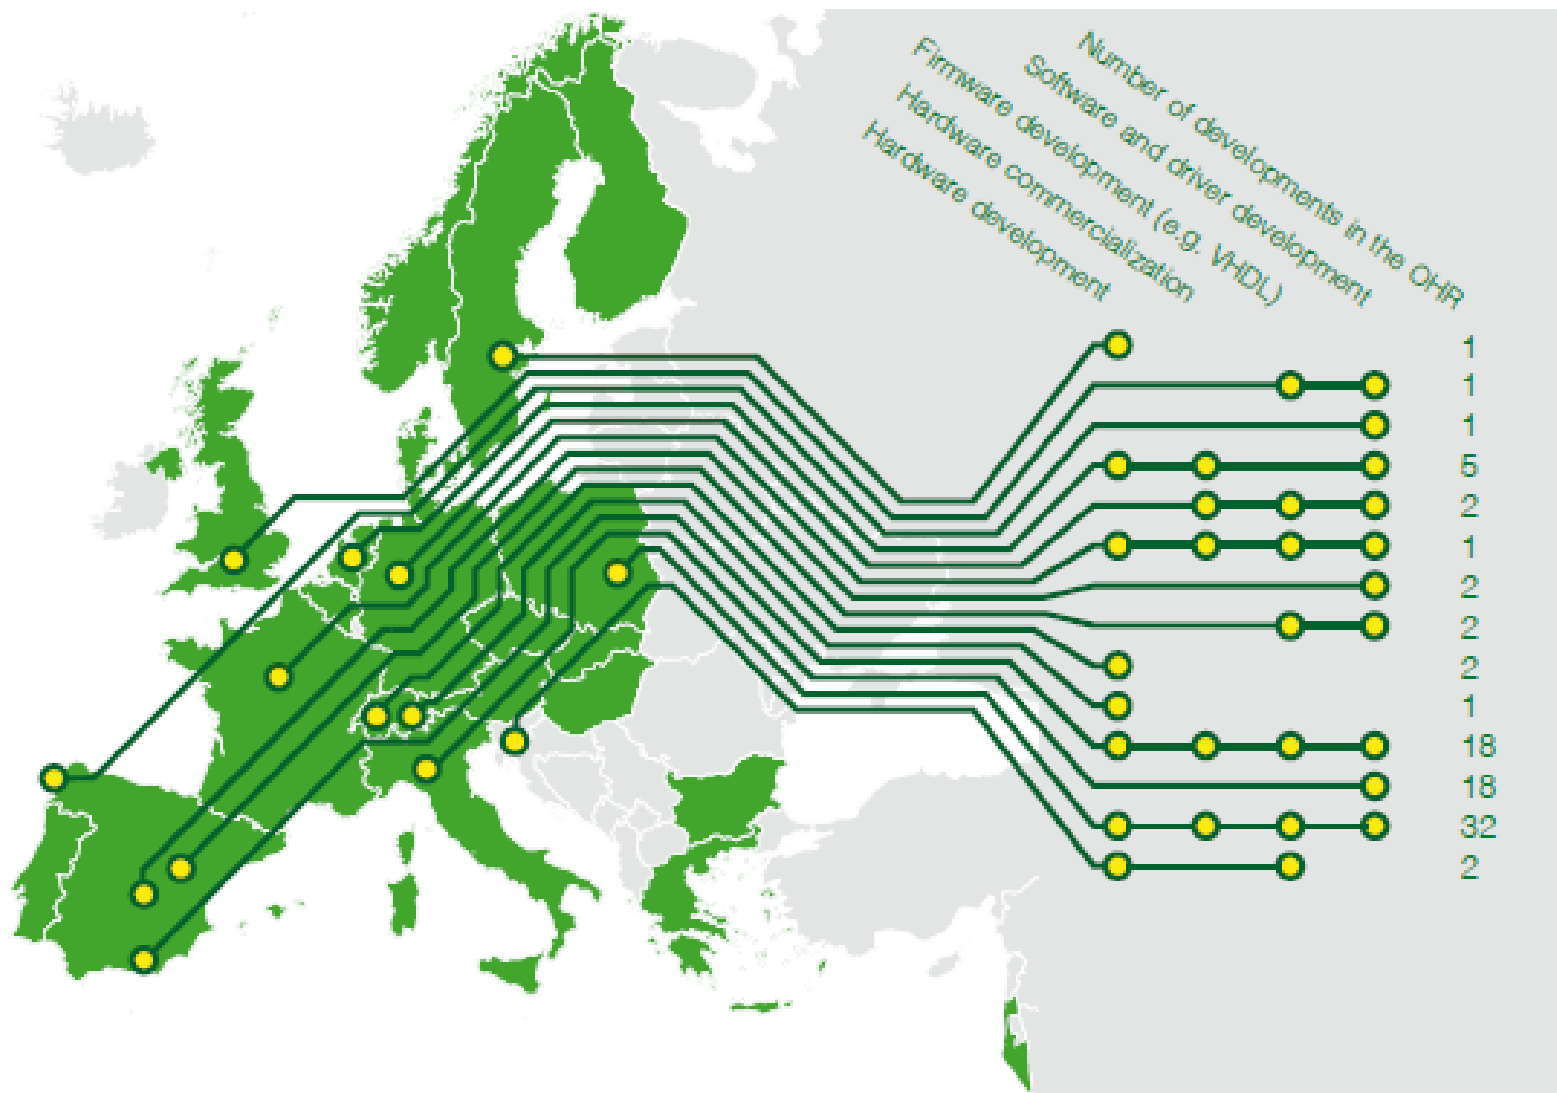 Number of developments in the OHR
Software and driver development
Firmware development (e.g. VHDL)
Hardware commercialization
Hardware development
1
1
1
5
2
1
2
2
2
1
18
18
32
2